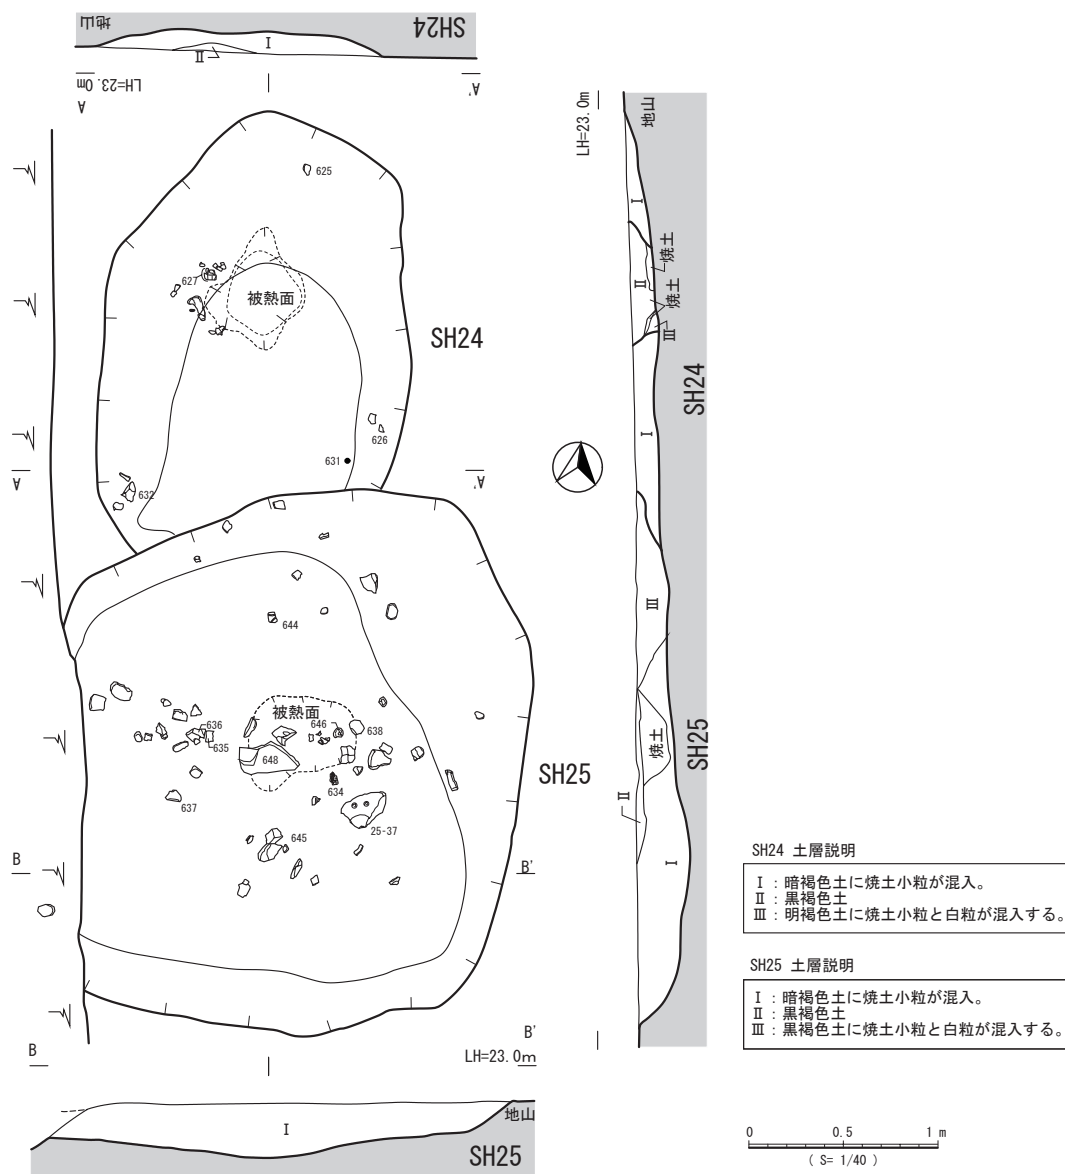 地山
SH24
Ⅰ
Ⅱ
LH=23.0m
A
A'
625
627
被熱面
SH24
626
631
632
A
A'
644
被熱面
636
635
646
638
648
634
637
25-37
645
SH25
B
B'
B
B'
LH=23.0m
Ⅰ
地山
SH25
LH=23.0m
地山
Ⅰ
焼土
Ⅱ
焼土
Ⅲ
SH24
Ⅰ
Ⅲ
焼土
SH25
Ⅱ
Ⅰ
SH24 土層説明
Ⅰ：暗褐色土に焼土小粒が混入。
Ⅱ：黒褐色土
Ⅲ：明褐色土に焼土小粒と白粒が混入する。
SH25 土層説明
Ⅰ：暗褐色土に焼土小粒が混入。
Ⅱ：黒褐色土
Ⅲ：黒褐色土に焼土小粒と白粒が混入する。
0 0.5 1 m
( S= 1/40 )